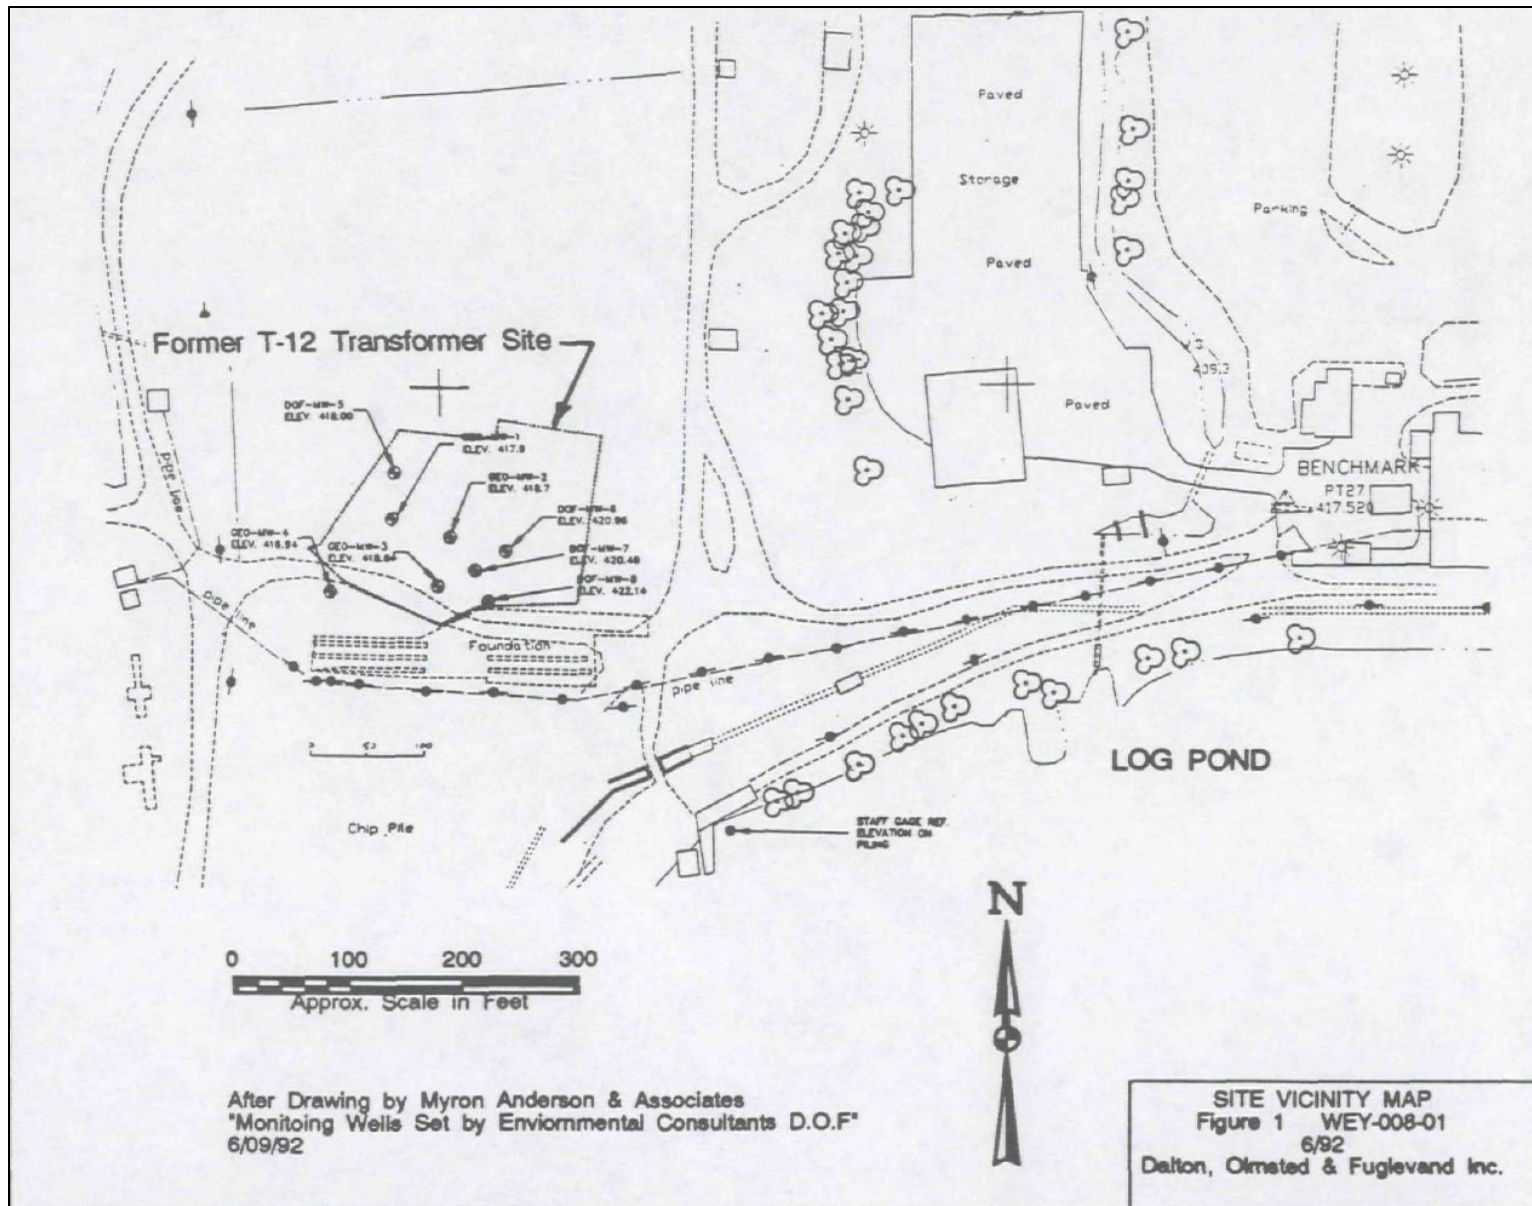 Paved
Storage
Parking
Paved
Former T-12 Transformer Site
Paved
DOF-MW-5
ELEV. 418.00
ELEV. 417.9
pipe line
GEO-MW-2
ELEV. 418.7
BENCHMARK
PT27
417.520
DOF-MW-6
ELEV. 420.96
GEO-MW-4
ELEV. 416.94
GEO-MW-3
DOF-MW-7
ELEV. 420.48
DOF-MW-8
ELEV. 422.14
pipe line
Foundation
pipe line
LOG POND
0 50 100
Chip Pile
STAFF GAGE REF.
ELEVATION ON
PILING
N
0 100 200 300
Approx. Scale in Feet
After Drawing by Myron Anderson & Associates
"Monitoing Wells Set by Enviornmental Consultants D.O.F"
6/09/92
SITE VICINITY MAP
Figure 1 WEY-008-01
6/92
Dalton, Olmsted & Fuglevand Inc.